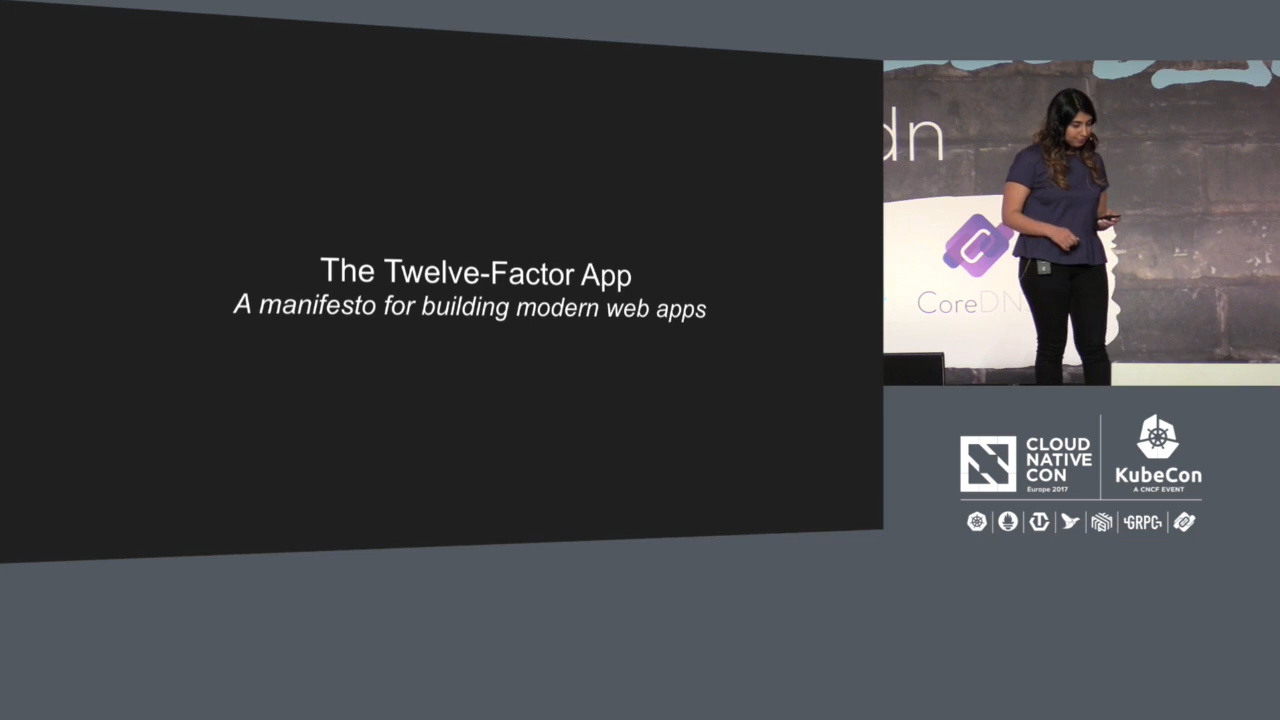 The Twelve-Factor App
A manifesto for building modern web apps
dn
CoreDN
CLOUD
NATIVE
CON
Europe 2017
KubeCon
A CNCF EVENT
GRPC